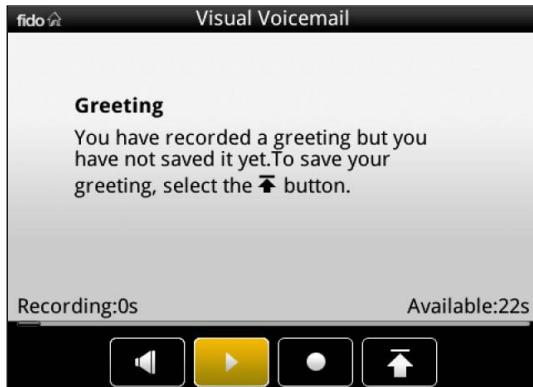 fido
Visual Voicemail
Greeting
You have recorded a greeting but you
have not saved it yet.To save your
greeting, select the button.
Recording:0s
Available:22s